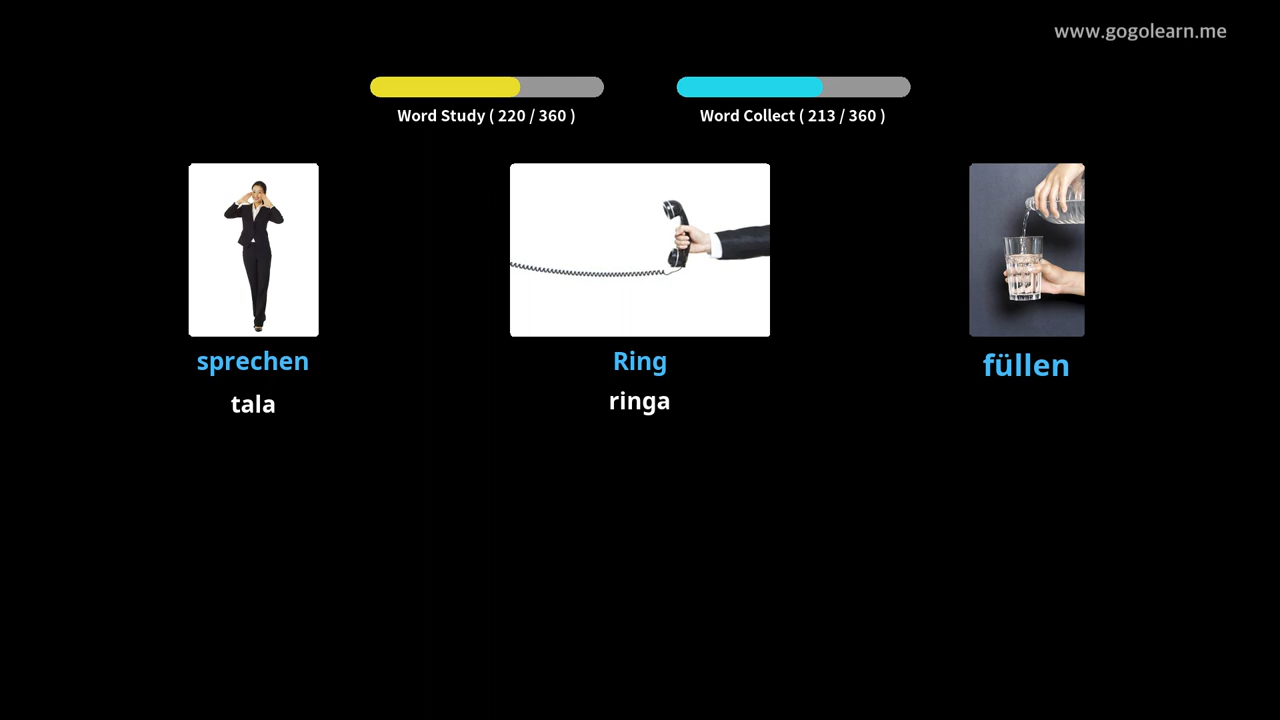 www.gogolearn.me
Word Study ( 220 / 360 )
Word Collect ( 213 / 360 )
sprechen
Ring
füllen
tala
ringa